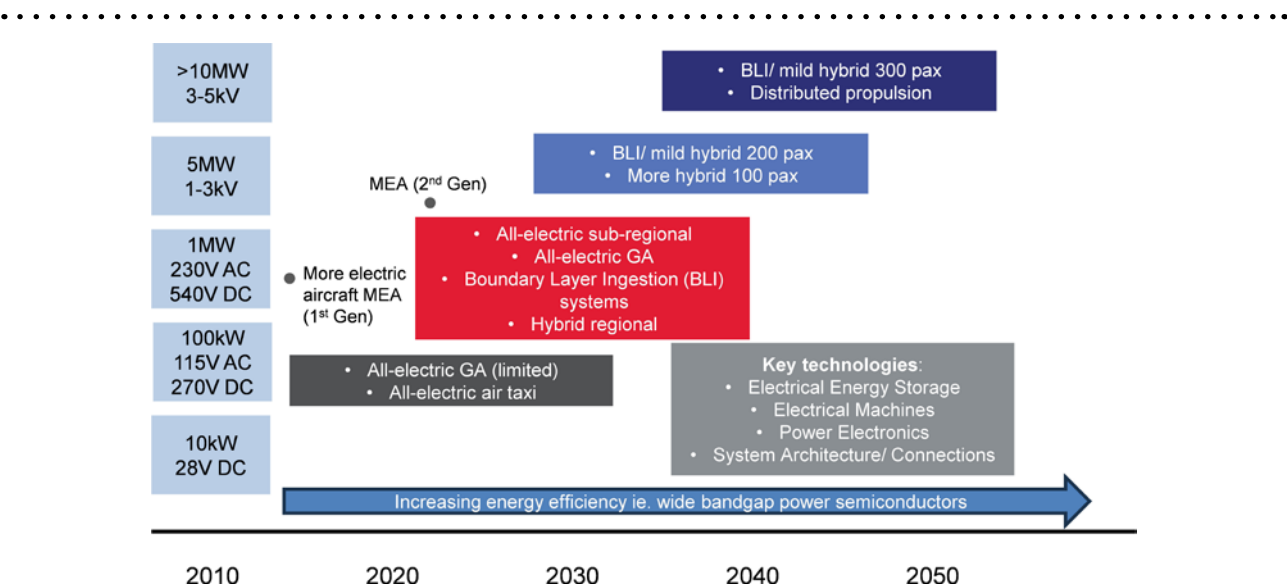 >10MW
3-5kV
• BLI/ mild hybrid 300 pax
• Distributed propulsion
5MW
1-3kV
• BLI/ mild hybrid 200 pax
• More hybrid 100 pax
MEA (2nd Gen)
1MW
230V AC
540V DC
More electric
aircraft MEA
(1st Gen)
• All-electric sub-regional
• All-electric GA
• Boundary Layer Ingestion (BLI)
systems
• Hybrid regional
100kW
115V AC
270V DC
• All-electric GA (limited)
• All-electric air taxi
Key technologies:
• Electrical Energy Storage
• Electrical Machines
• Power Electronics
• System Architecture/ Connections
10kW
28V DC
Increasing energy efficiency ie. wide bandgap power semiconductors
2010 2020 2030 2040 2050